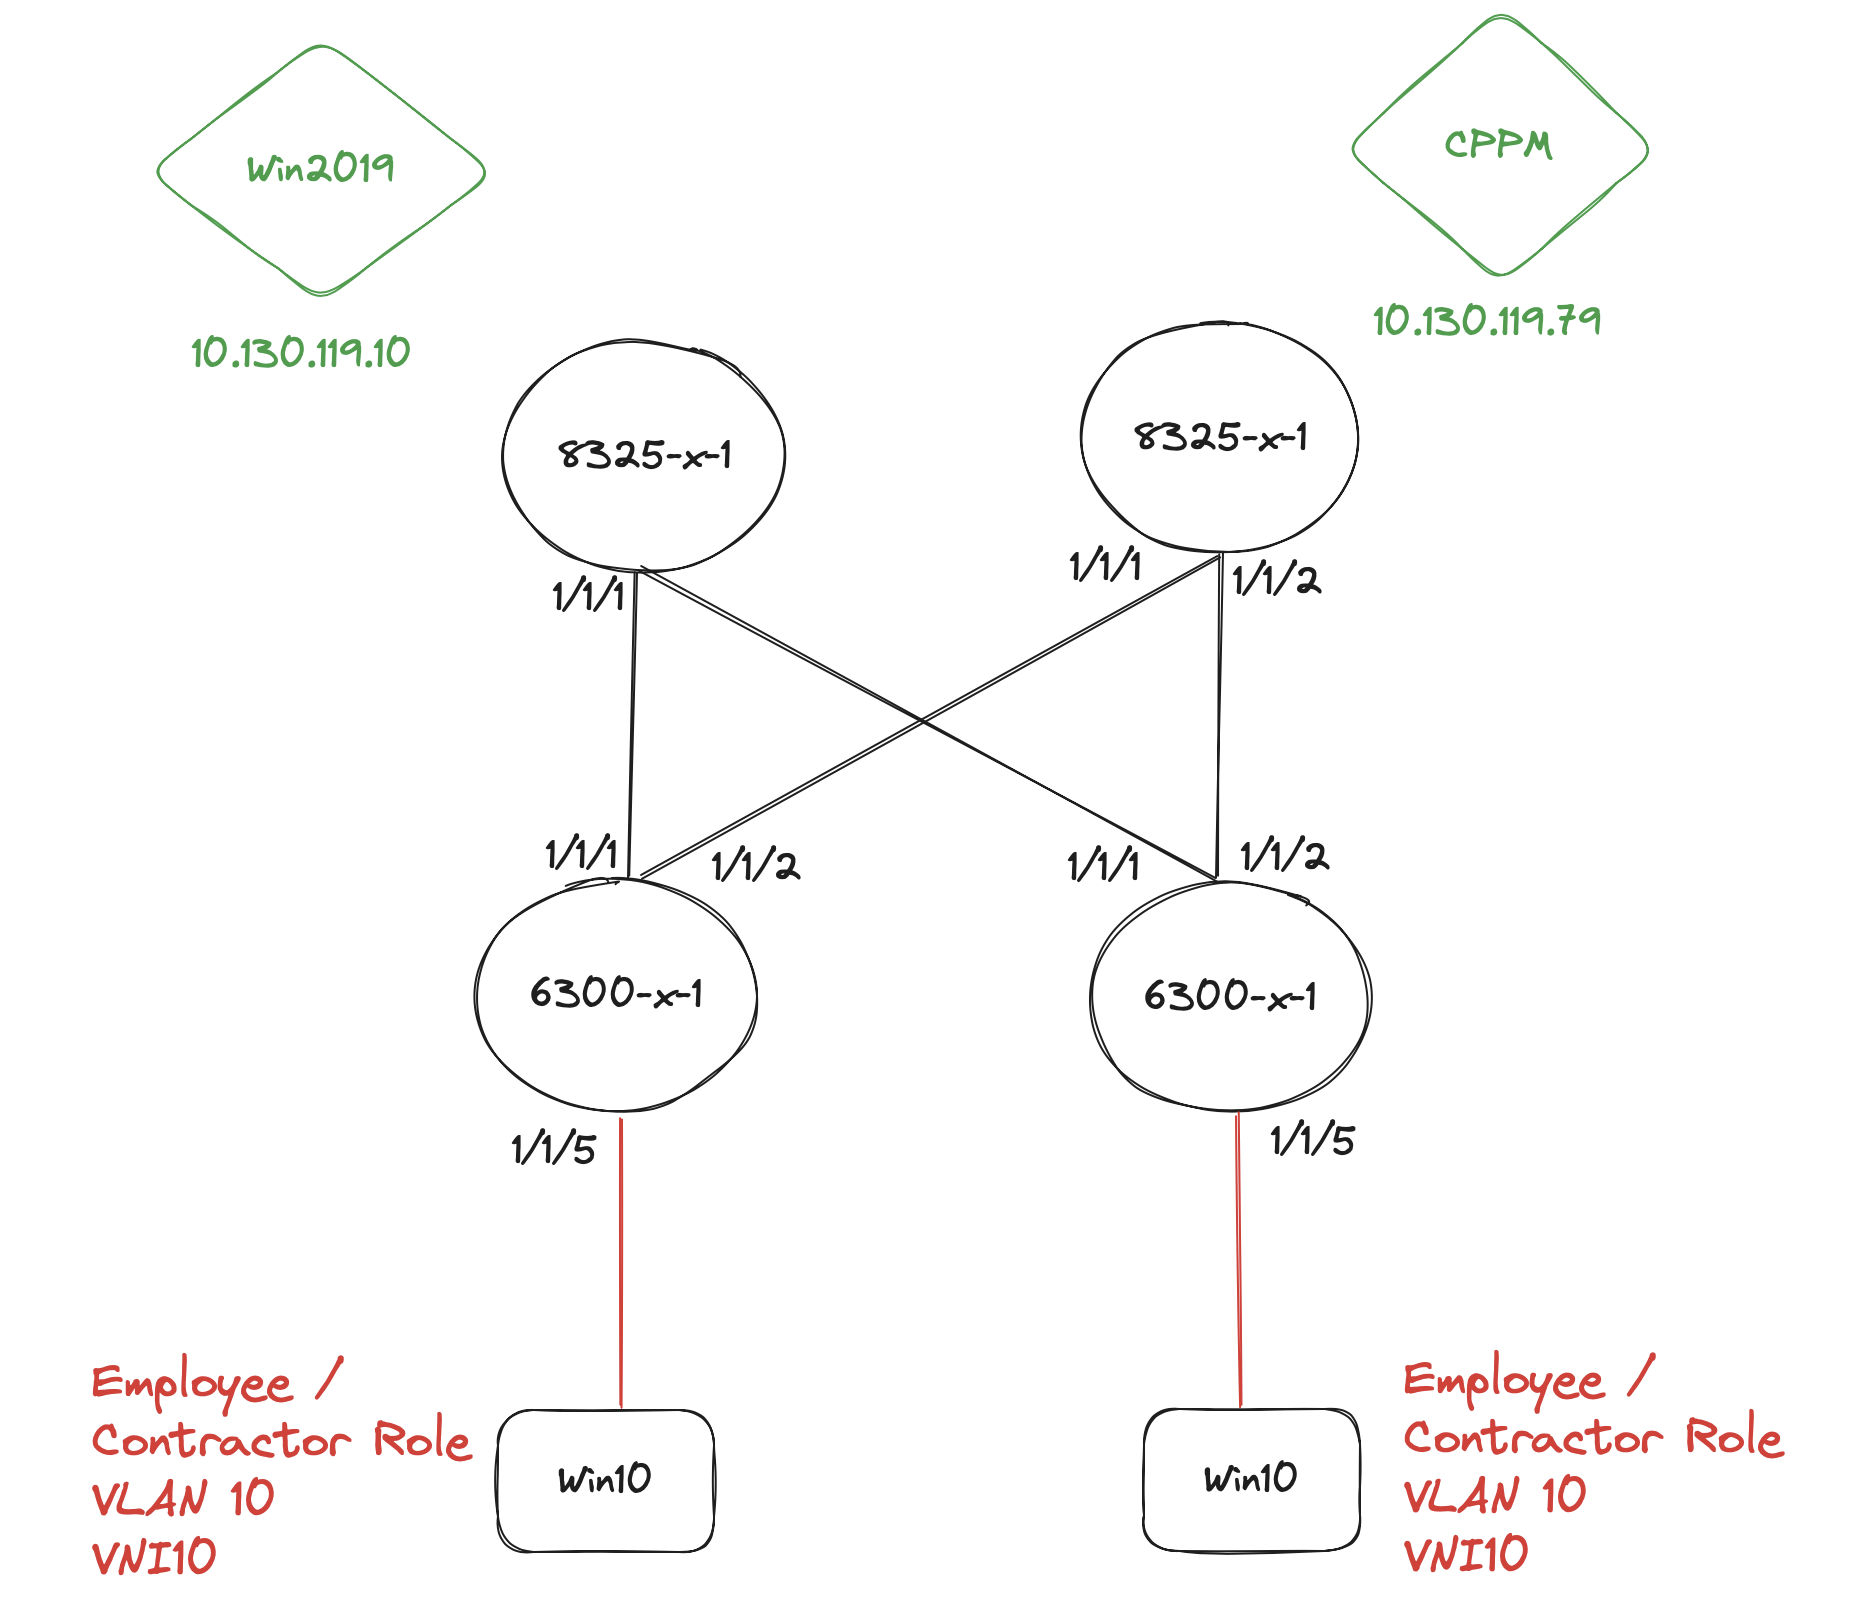 Win2019
CPPM
10.130.119.10
10.130.119.79
8325-x-1
8325-x-1
1/1/1
1/1/1
1/1/2
1/1/1
1/1/2
1/1/1
1/1/2
6300-x-1
6300-x-1
1/1/5
1/1/5
Employee /
Contractor Role
VLAN 10
VNI10
Win10
Win10
Employee /
Contractor Role
VLAN 10
VNI10